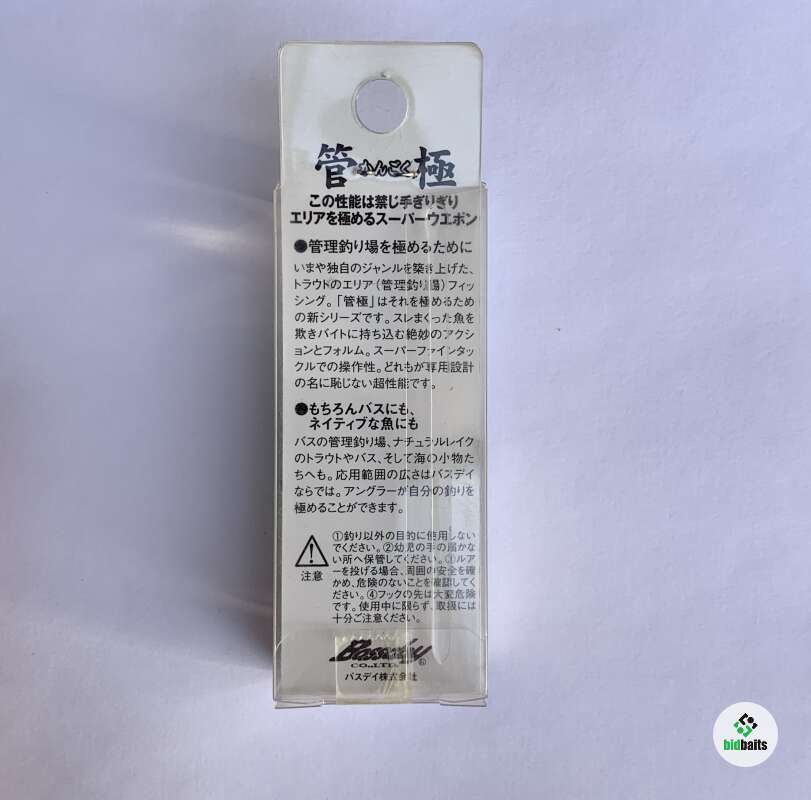 管 かんごく 極
この性能は禁じ手ぎりぎり
エリアを極めるスーパーウエポン
●管理釣り場を極めるために
いまや独自のジャンルを築き上げた、
トラウトのエリア(管理釣り場)フィッ
シング。「管極」はそれを極めるため
の新シリーズです。スレまくった魚を
欺きバイトに持ち込む絶妙のアクシ
ョンとフォルム。スーパーファインタッ
クルでの操作性。どれもが専用設計
の名に恥じない超性能です。
●もちろんバスにも、
ネイティブな魚にも
バスの管理釣り場、ナチュラルレイク
のトラウトやバス、そして海の小物た
ちへも。応用範囲の広さはバスデイ
ならでは。アングラーが自分の釣りを
極めることができます。
注意
①釣り以外の目的に使用しない
でください。②幼児の手の届かな
い所へ保管してください。③ルア
ーを投げる場合、周囲の安全を確
かめ、危険のないことを確認してく
ださい。④フックの先は大変危険
です。使用中に限らず、取扱には
十分ご注意ください。
Bassday®
CO.,LTD.
バスデイ株式会社
bidbaits